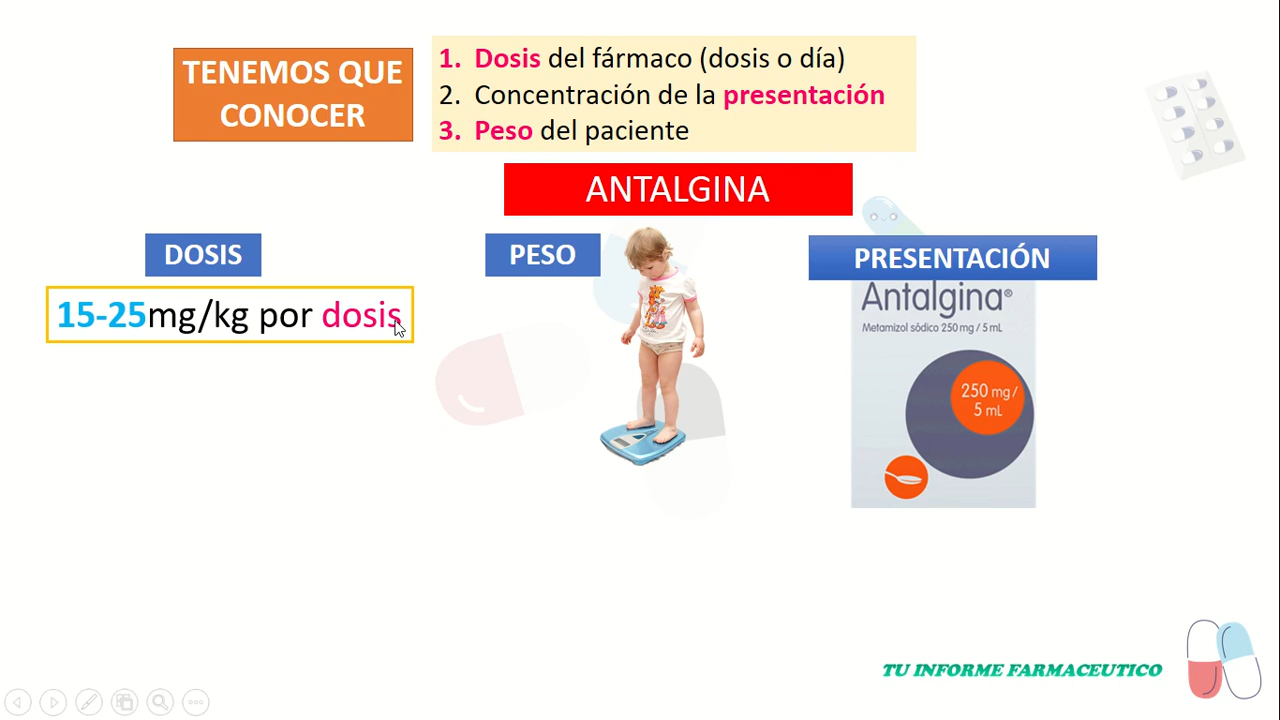 TENEMOS QUE
CONOCER
1. Dosis del fármaco (dosis o día)
2. Concentración de la presentación
3. Peso del paciente
ANTALGINA
DOSIS
PESO
PRESENTACIÓN
15-25mg/kg por dosis
Antalgina®
Metamizol sódico 250 mg / 5 mL
250 mg /
5 mL
TU INFORME FARMACEUTICO